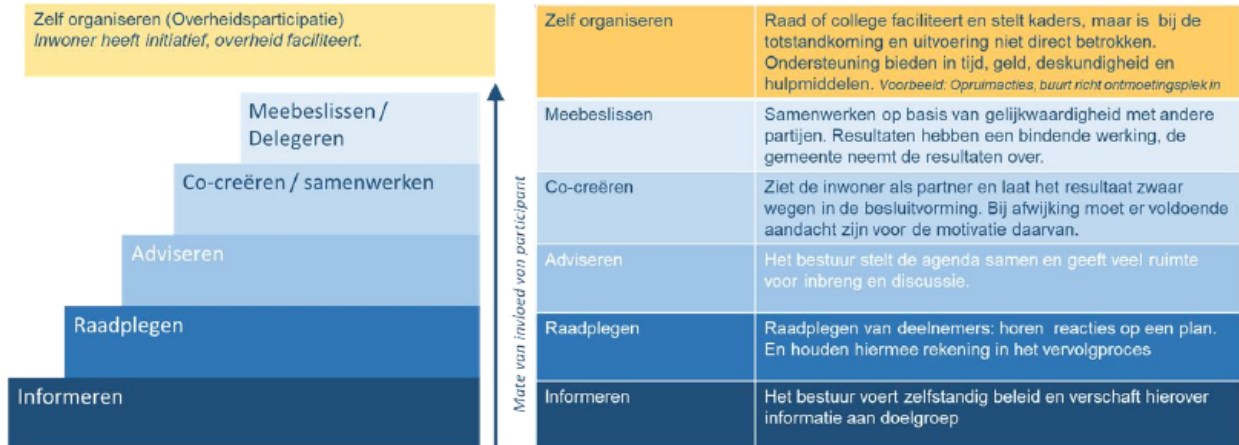 Zelf organiseren (Overheidsparticipatie)
Inwoner heeft initiatief, overheid faciliteert.
Meebeslissen /
Delegeren
Co-creëren / samenwerken
Adviseren
Raadplegen
Informeren
Mate van invloed van participant
Zelf organiseren
Raad of college faciliteert en stelt kaders, maar is bij de
totstandkoming en uitvoering niet direct betrokken.
Ondersteuning bieden in tijd, geld, deskundigheid en
hulpmiddelen. Voorbeeld: Opruimacties, buurt richt ontmoetingsplek in
Meebeslissen
Samenwerken op basis van gelijkwaardigheid met andere
partijen. Resultaten hebben een bindende werking, de
gemeente neemt de resultaten over.
Co-creëren
Ziet de inwoner als partner en laat het resultaat zwaar
wegen in de besluitvorming. Bij afwijking moet er voldoende
aandacht zijn voor de motivatie daarvan.
Adviseren
Het bestuur stelt de agenda samen en geeft veel ruimte
voor inbreng en discussie.
Raadplegen
Raadplegen van deelnemers: horen reacties op een plan.
En houden hiermee rekening in het vervolgproces
Informeren
Het bestuur voert zelfstandig beleid en verschaft hierover
informatie aan doelgroep